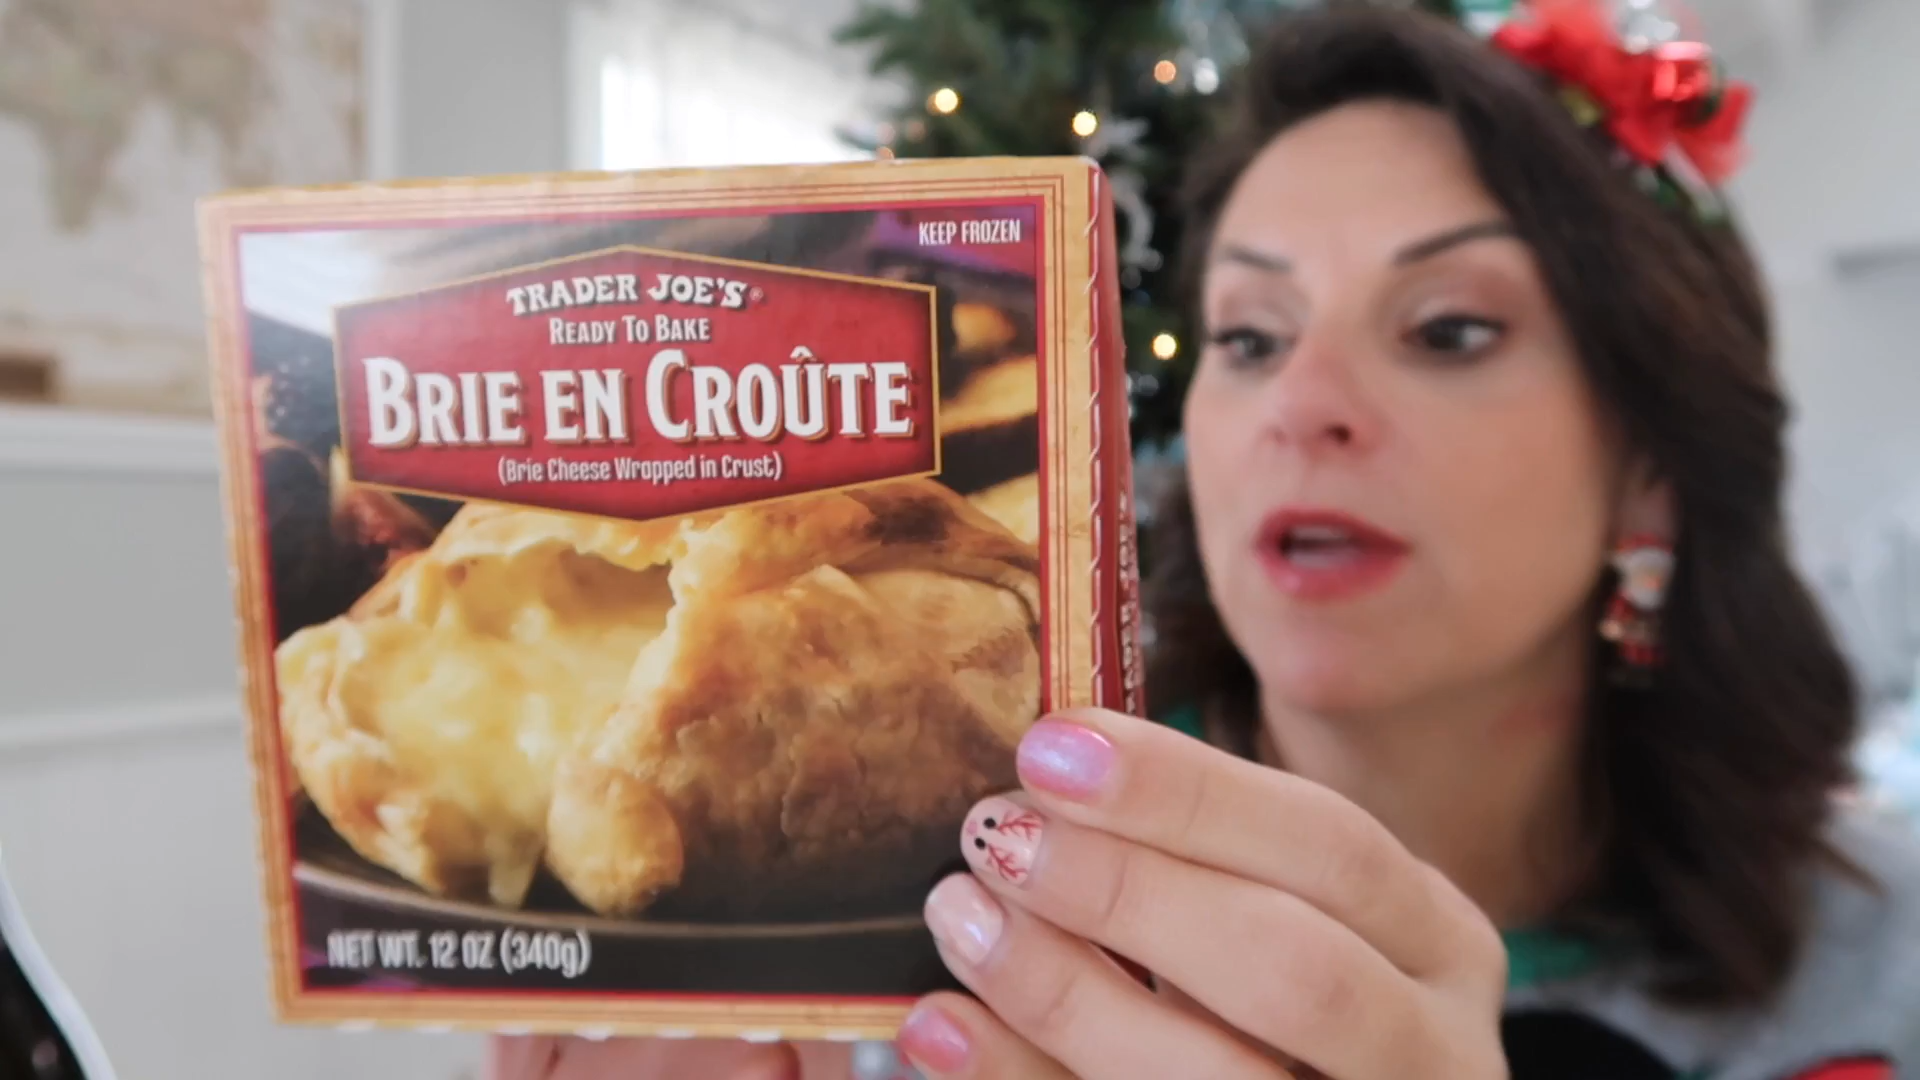 KEEP FROZEN
TRADER JOE'S®
READY TO BAKE
BRIE EN CROÛTE
(Brie Cheese Wrapped in Crust)
NET WT. 12 OZ (340g)